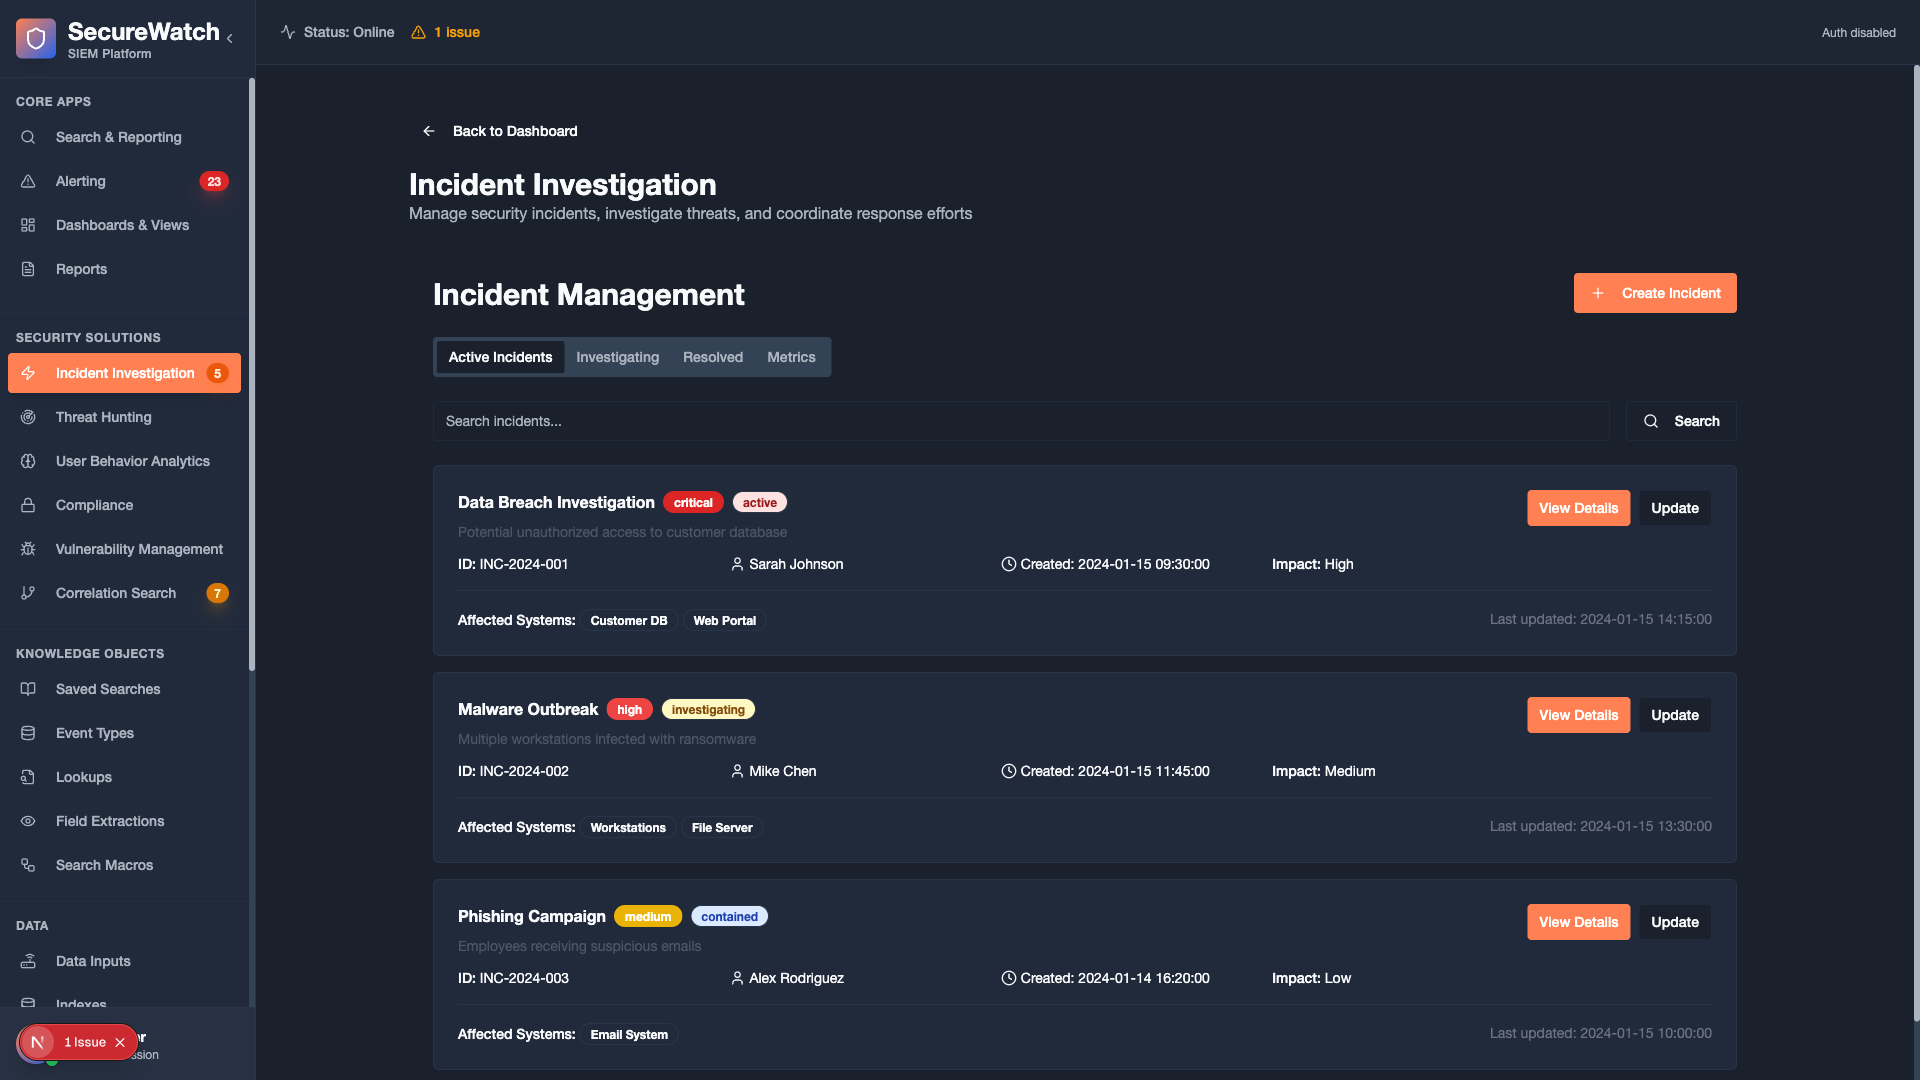 SecureWatch
SIEM Platform
Status: Online
1 issue
Auth disabled
CORE APPS
Search & Reporting
Alerting 23
Dashboards & Views
Reports
SECURITY SOLUTIONS
Incident Investigation 5
Threat Hunting
User Behavior Analytics
Compliance
Vulnerability Management
Correlation Search 7
KNOWLEDGE OBJECTS
Saved Searches
Event Types
Lookups
Field Extractions
Search Macros
DATA
Data Inputs
Indexes
N 1 Issue
Back to Dashboard
Incident Investigation
Manage security incidents, investigate threats, and coordinate response efforts
Incident Management
Create Incident
Active Incidents Investigating Resolved Metrics
Search incidents...
Search
Data Breach Investigation critical active
View Details Update
Potential unauthorized access to customer database
ID: INC-2024-001 Sarah Johnson Created: 2024-01-15 09:30:00 Impact: High
Affected Systems: Customer DB Web Portal Last updated: 2024-01-15 14:15:00
Malware Outbreak high investigating
View Details Update
Multiple workstations infected with ransomware
ID: INC-2024-002 Mike Chen Created: 2024-01-15 11:45:00 Impact: Medium
Affected Systems: Workstations File Server Last updated: 2024-01-15 13:30:00
Phishing Campaign medium contained
View Details Update
Employees receiving suspicious emails
ID: INC-2024-003 Alex Rodriguez Created: 2024-01-14 16:20:00 Impact: Low
Affected Systems: Email System Last updated: 2024-01-15 10:00:00